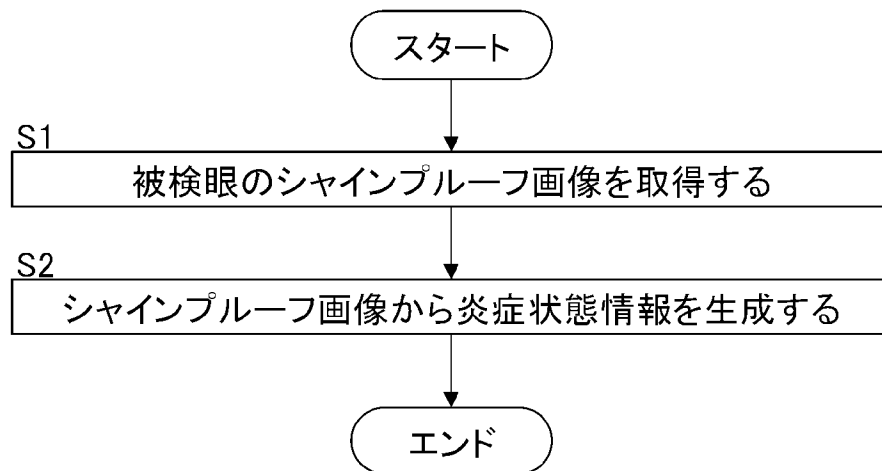 スタート
S1
被検眼のシャインプルーフ画像を取得する
S2
シャインプルーフ画像から炎症状態情報を生成する
エンド